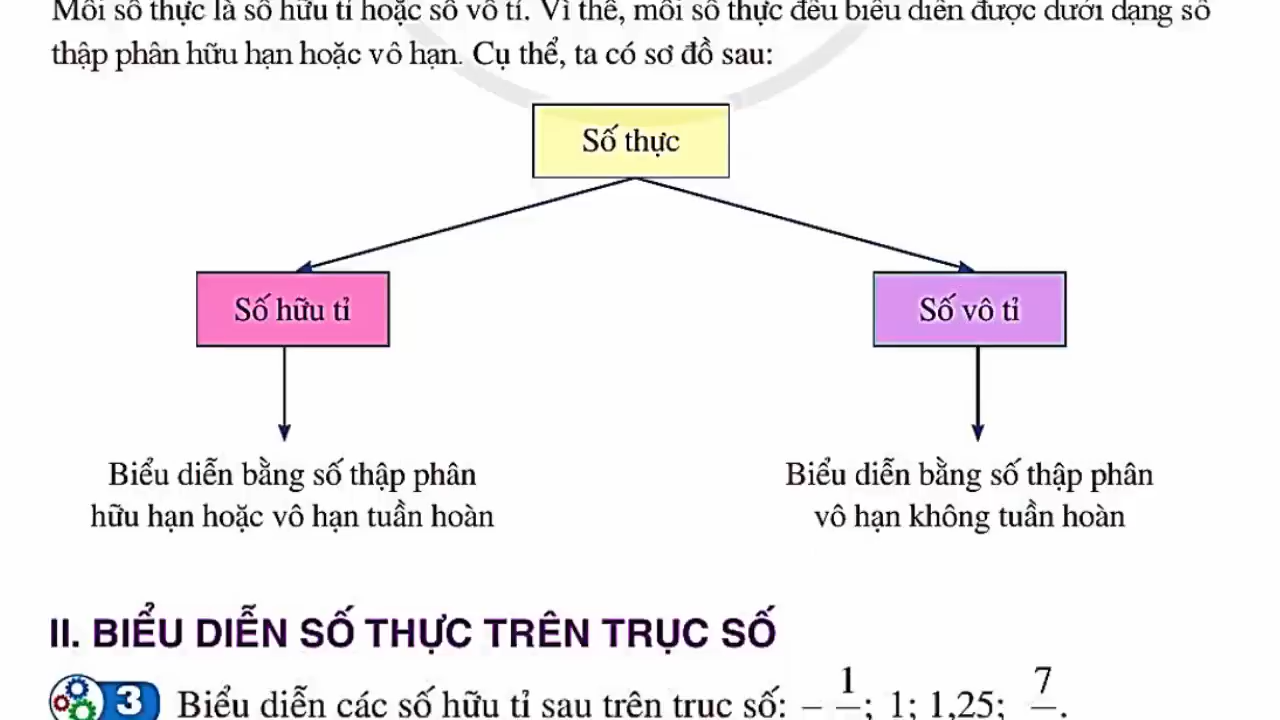 Mỗi số thực là số hữu tỉ hoặc số vô tỉ. Vì thế, mỗi số thực đều biểu diễn được dưới dạng số
thập phân hữu hạn hoặc vô hạn. Cụ thể, ta có sơ đồ sau:
Số thực
Số hữu tỉ
Số vô tỉ
Biểu diễn bằng số thập phân
hữu hạn hoặc vô hạn tuần hoàn
Biểu diễn bằng số thập phân
vô hạn không tuần hoàn
II. BIỂU DIỄN SỐ THỰC TRÊN TRỤC SỐ
3 Biểu diễn các số hữu tỉ sau trên trục số: − 1/ ; 1; 1,25; 7/ .